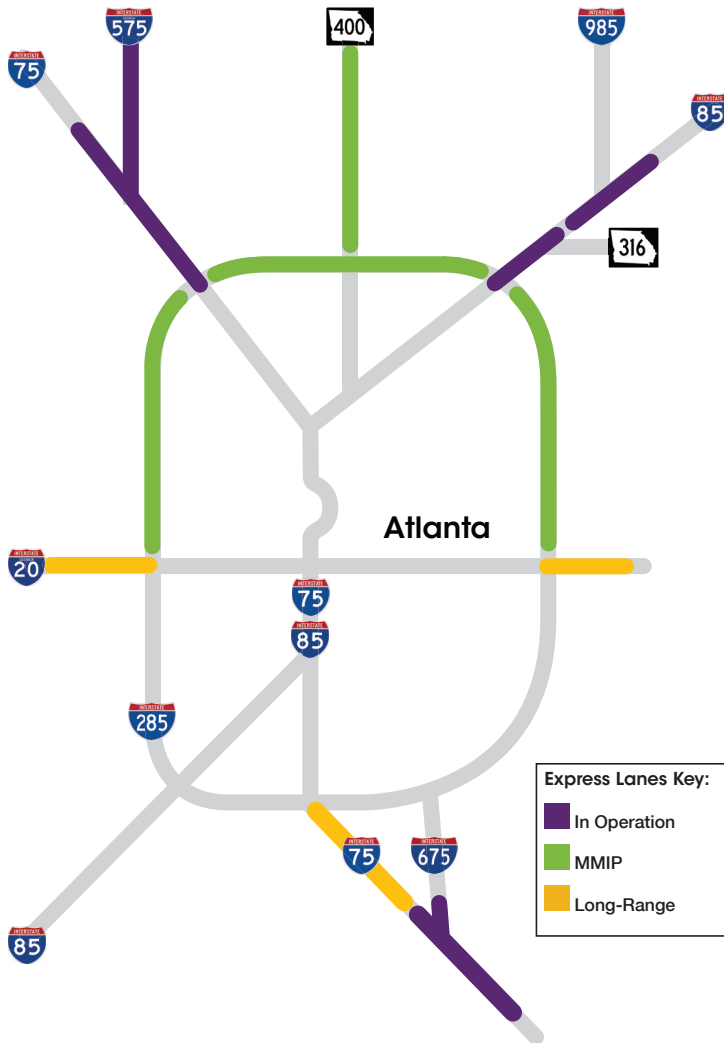 INTERSTATE
575
400
INTERSTATE
985
INTERSTATE
75
INTERSTATE
85
316
Atlanta
INTERSTATE
20
INTERSTATE
75
INTERSTATE
85
INTERSTATE
285
Express Lanes Key:
In Operation
MMIP
Long-Range
INTERSTATE
75
INTERSTATE
675
INTERSTATE
85